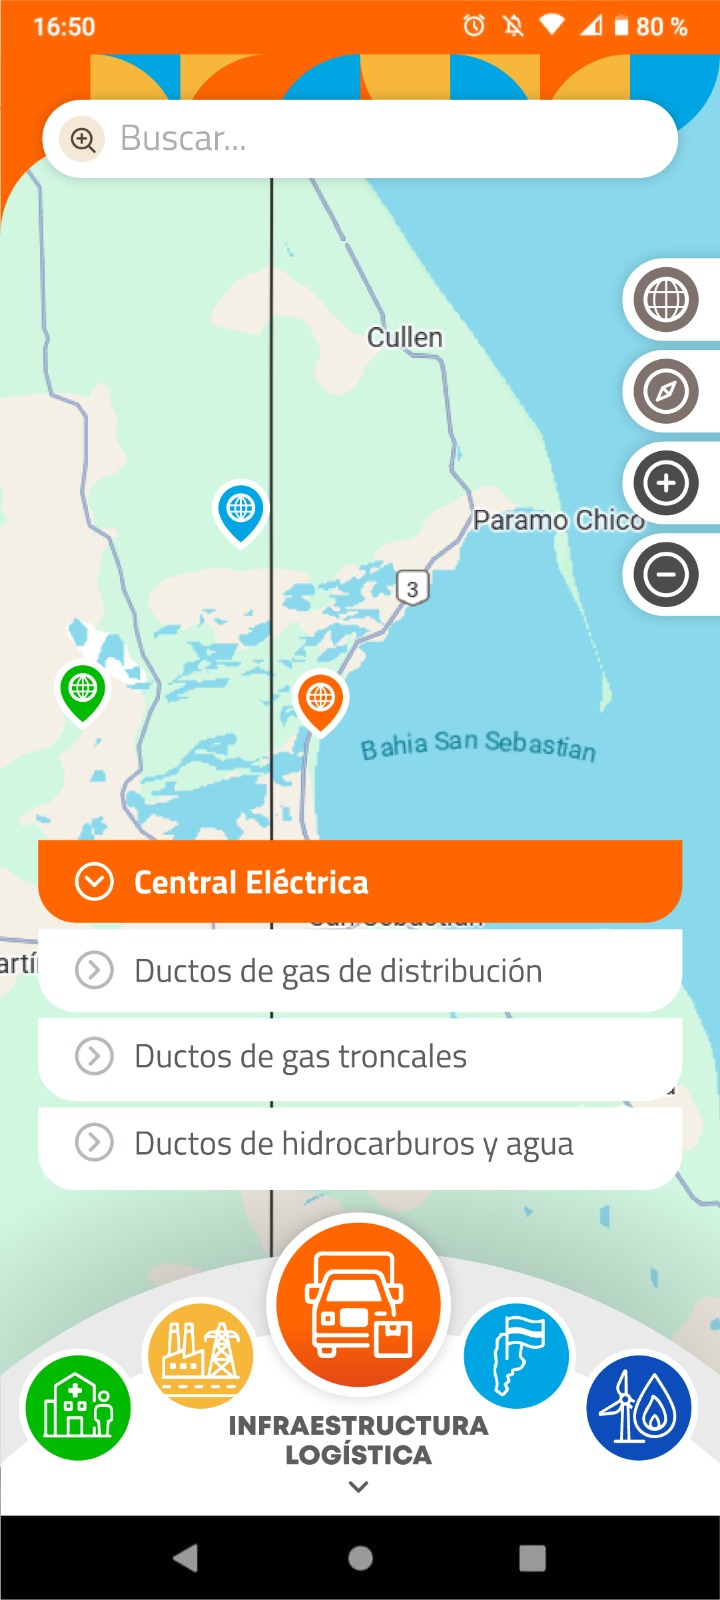 16:50
80 %
Buscar...
Cullen
Paramo Chico
3
Bahia San Sebastian
Central Eléctrica
Ductos de gas de distribución
Ductos de gas troncales
Ductos de hidrocarburos y agua
INFRAESTRUCTURA
LOGÍSTICA